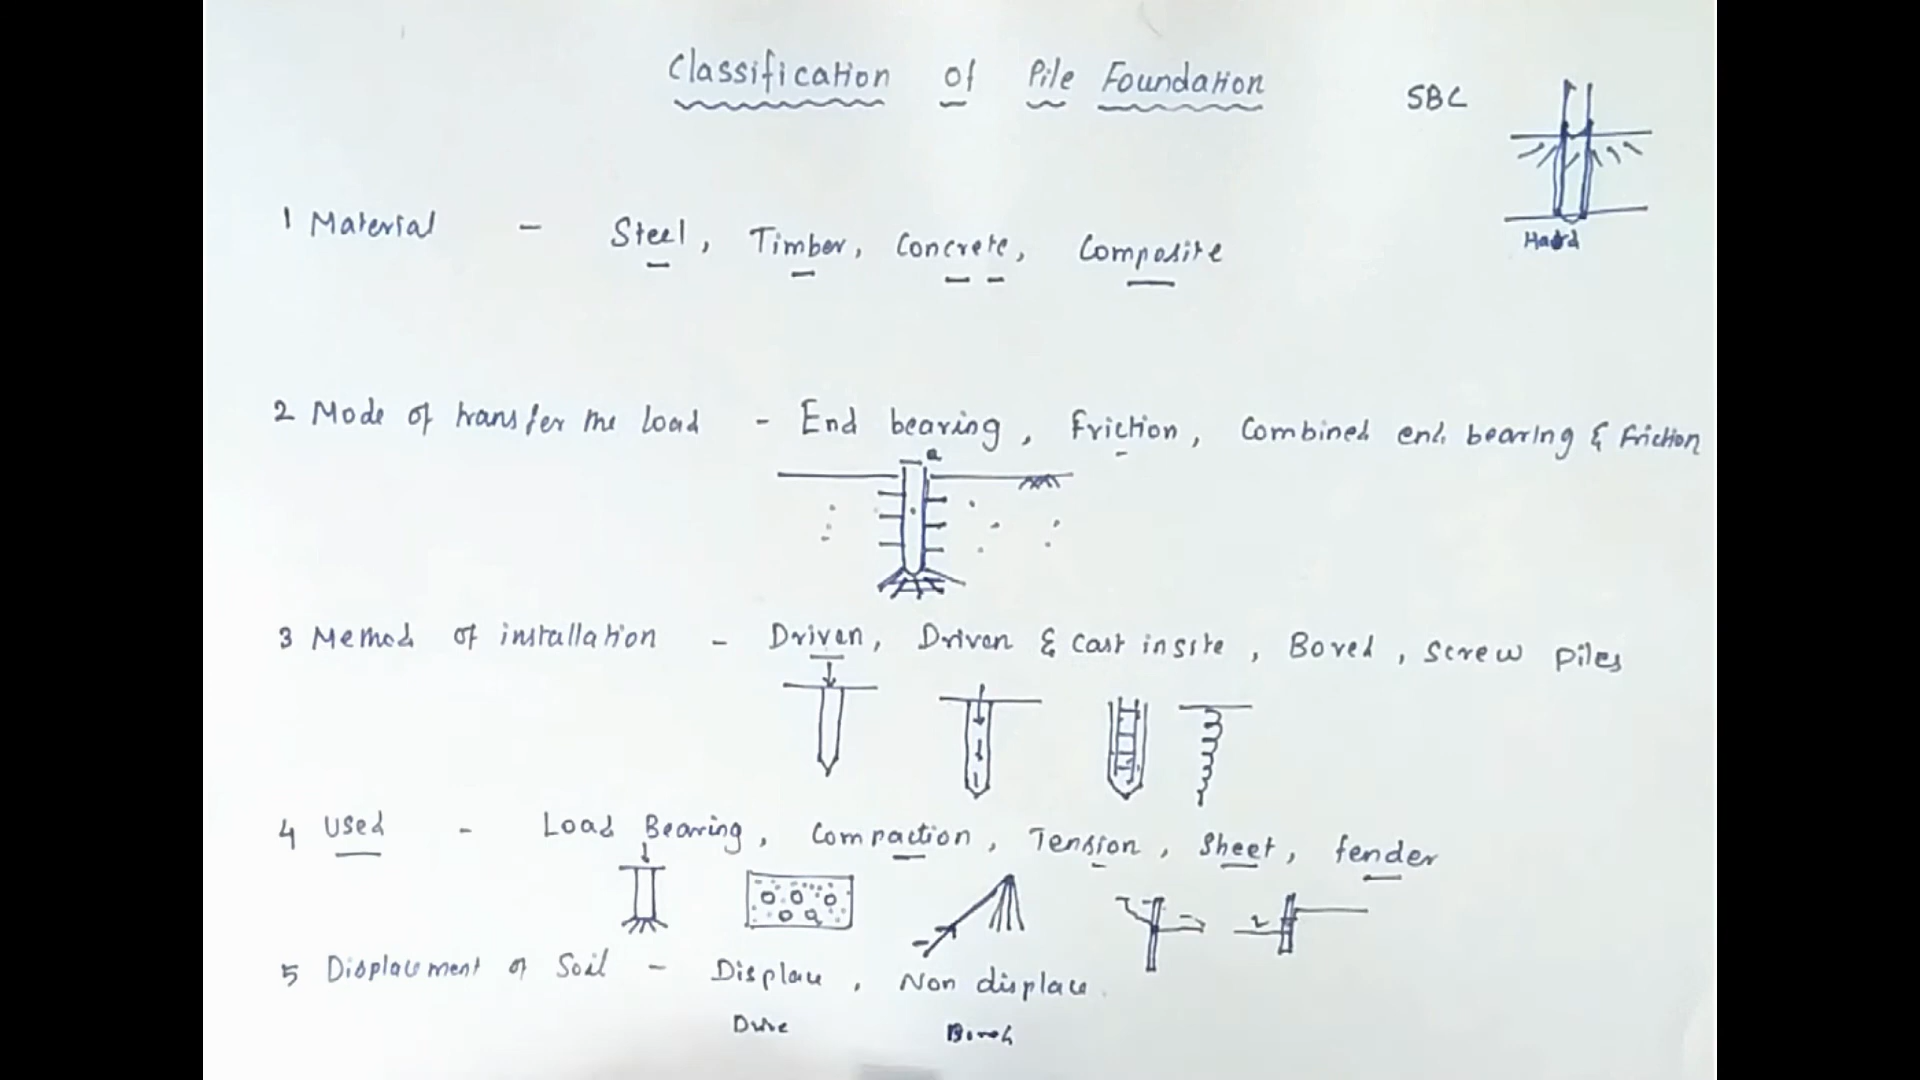 Classification of Pile Foundation
SBC
Hard
1 Material - Steel, Timber, Concrete, Composite
2 Mode of transfer the load - End bearing, Friction, Combined end bearing & friction
a
3 Method of installation - Driven, Driven & cast insite, Bored, Screw piles
4 Used - Load Bearing, Compaction, Tension, Sheet, fender
5 Displacement of Soil - Displace, Non displace